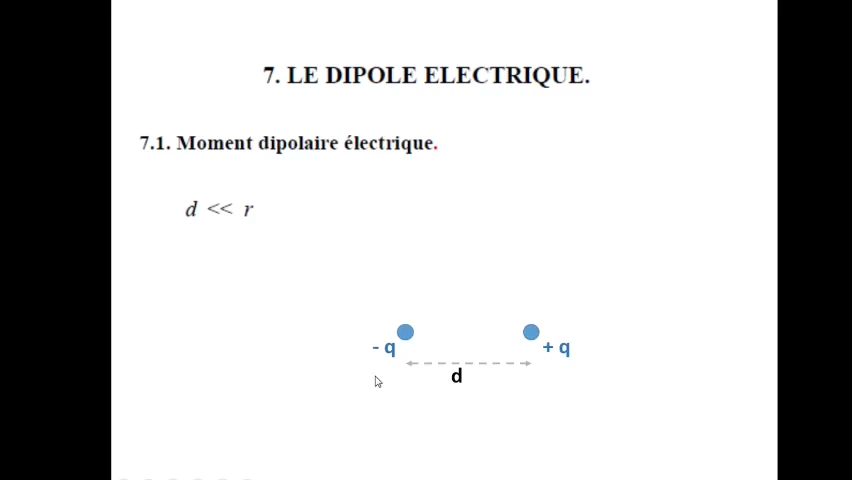 7. LE DIPOLE ELECTRIQUE.
7.1. Moment dipolaire électrique.
d << r
- q
+ q
d